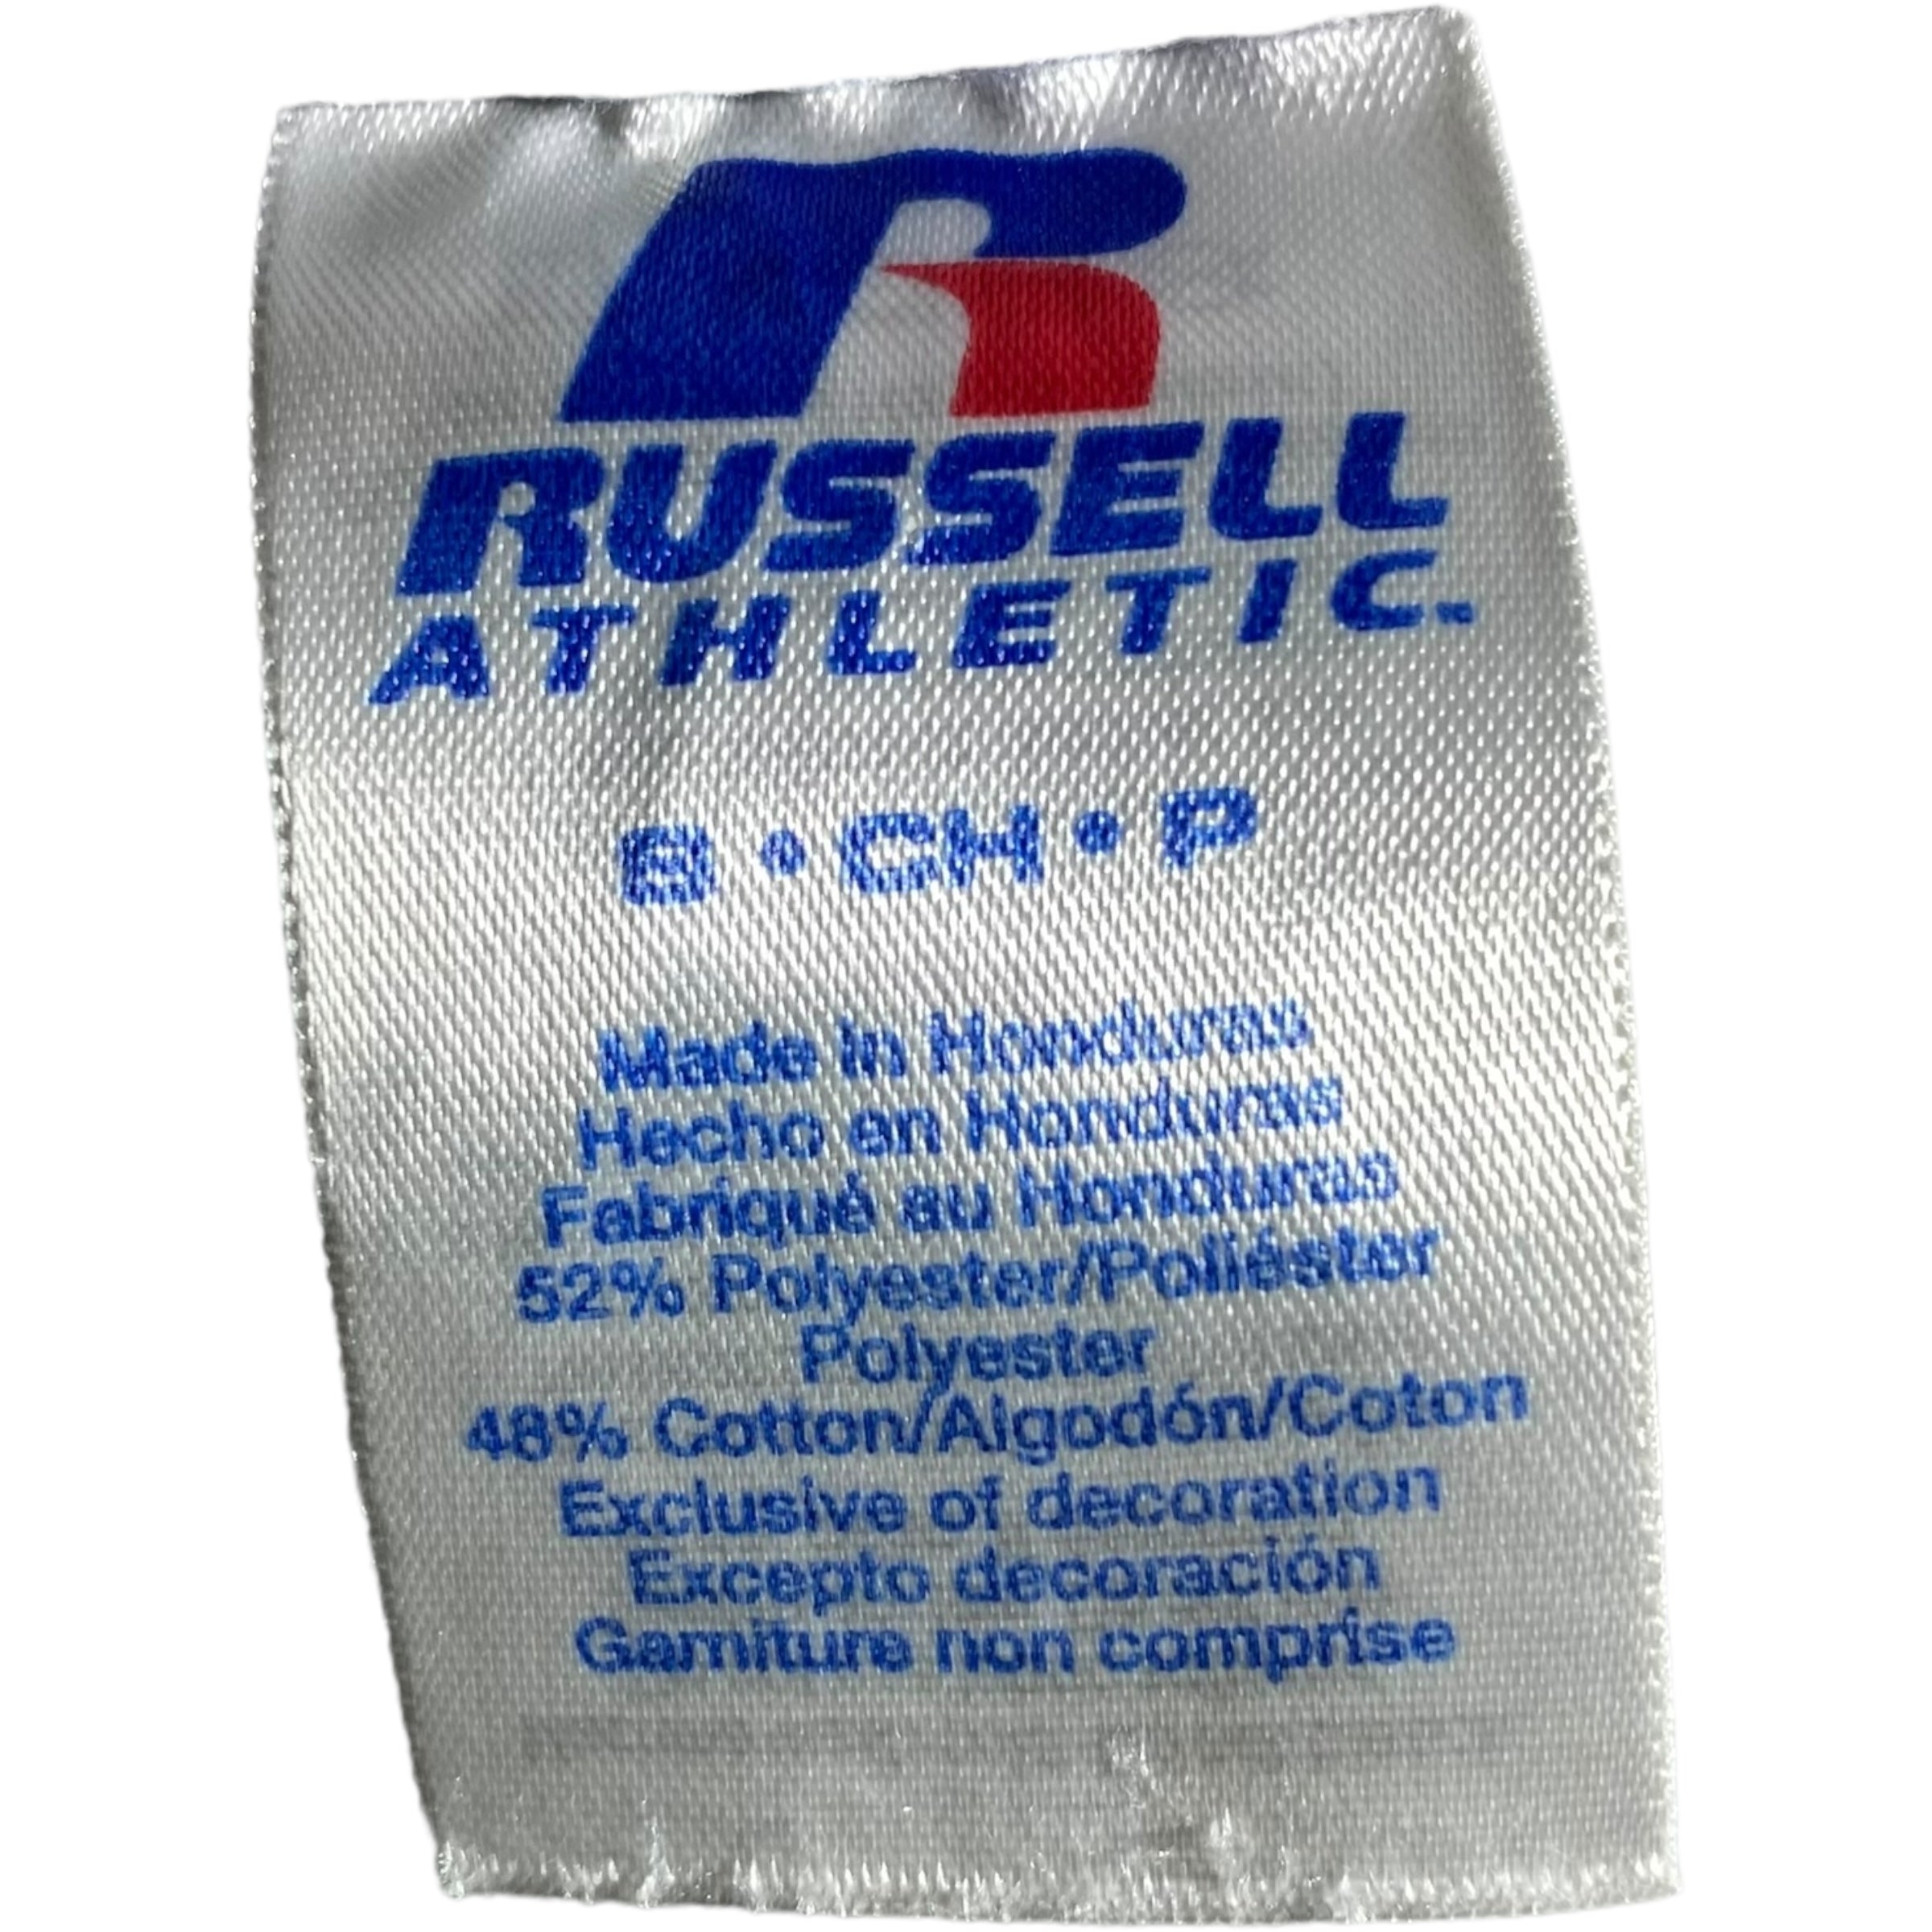 RUSSELL
ATHLETIC
S • CH • P
Made in Honduras
Hecho en Honduras
Fabriqué au Honduras
52% Polyester/Poliéster
Polyester
48% Cotton/Algodón/Coton
Exclusive of decoration
Excepto decoración
Garniture non comprise